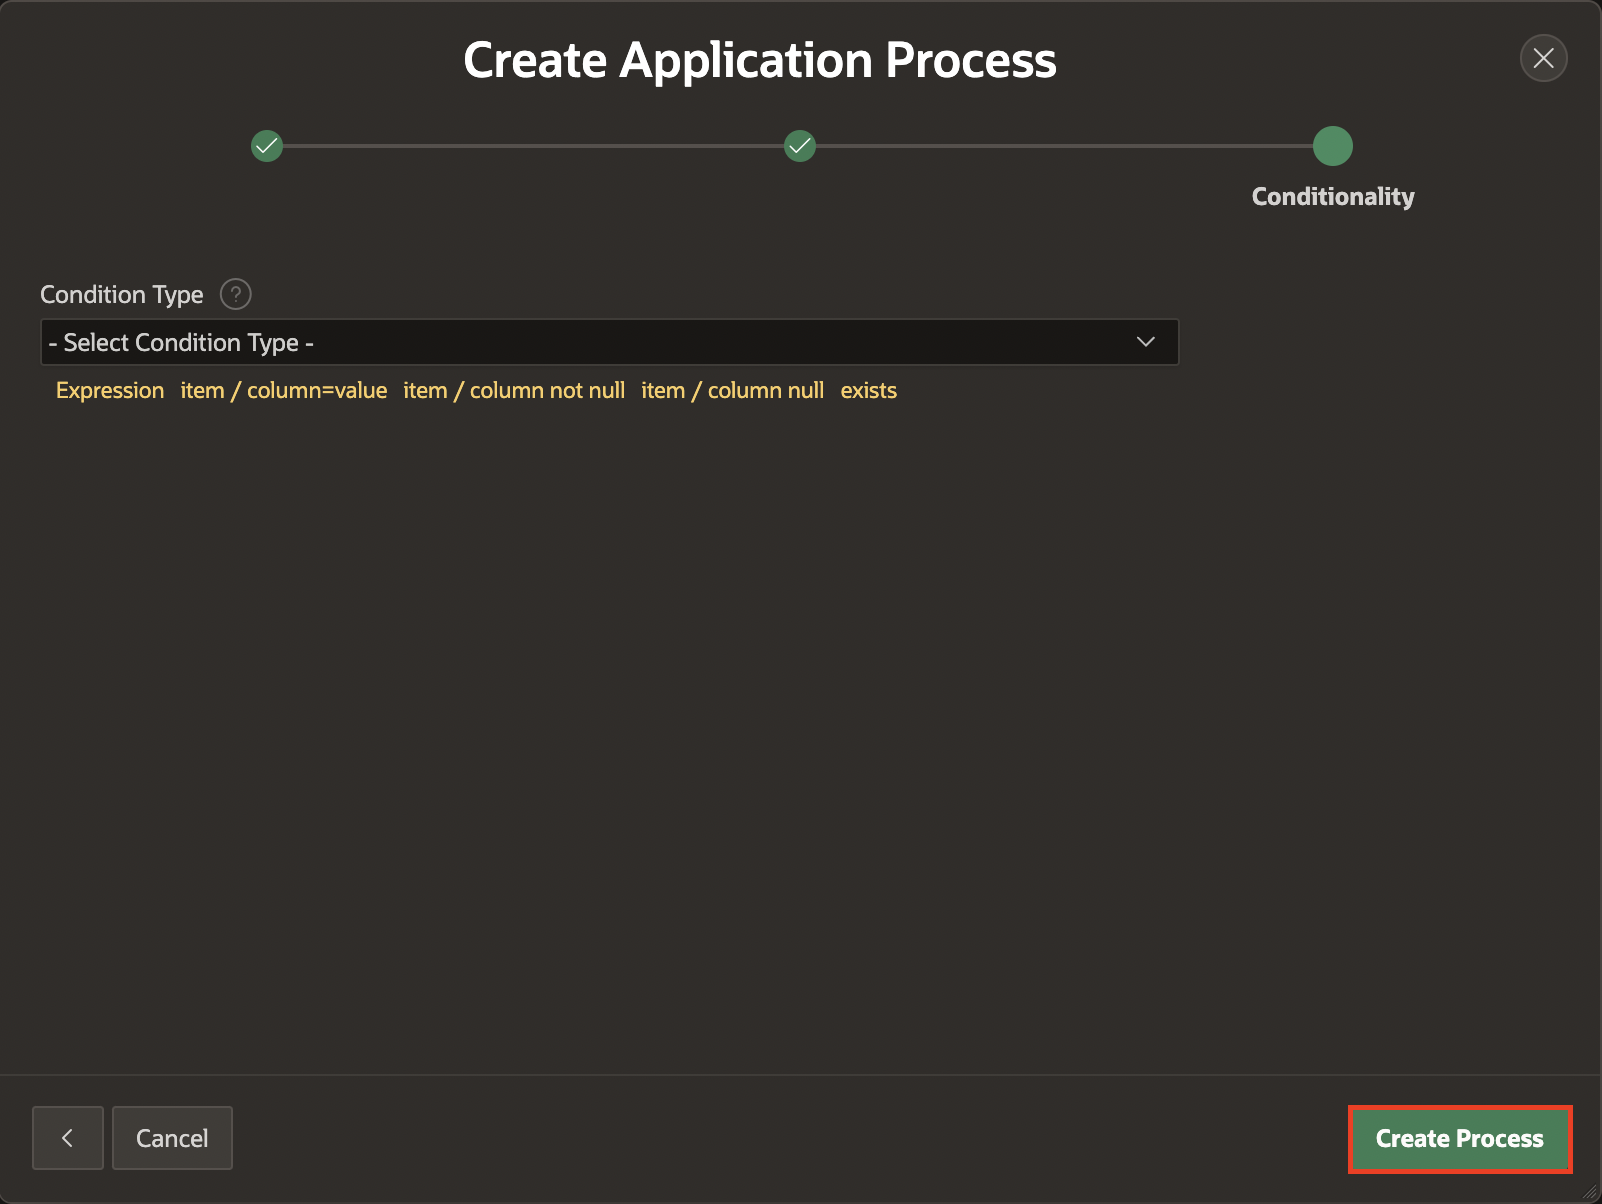 Create Application Process
Conditionality
Condition Type ?
- Select Condition Type -
Expression item / column=value item / column not null item / column null exists
Cancel
Create Process